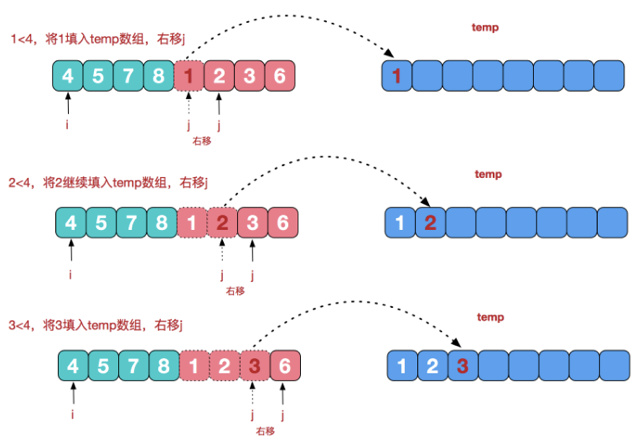 1<4，将1填入temp数组，右移j
temp
4 5 7 8 1 2 3 6
1
i
j
j
右移
2<4，将2继续填入temp数组，右移j
temp
4 5 7 8 1 2 3 6
1 2
i
j
j
右移
3<4，将3填入temp数组，右移j
temp
4 5 7 8 1 2 3 6
1 2 3
i
j
j
右移